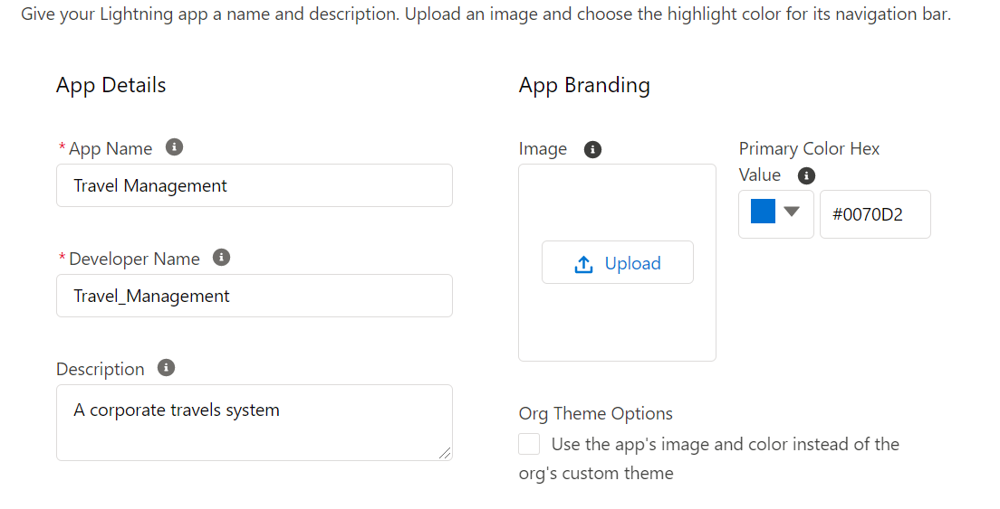 Give your Lightning app a name and description. Upload an image and choose the highlight color for its navigation bar.
App Details
* App Name
Travel Management
* Developer Name
Travel_Management
Description
A corporate travels system
App Branding
Image
Upload
Primary Color Hex
Value
#0070D2
Org Theme Options
Use the app's image and color instead of the
org's custom theme